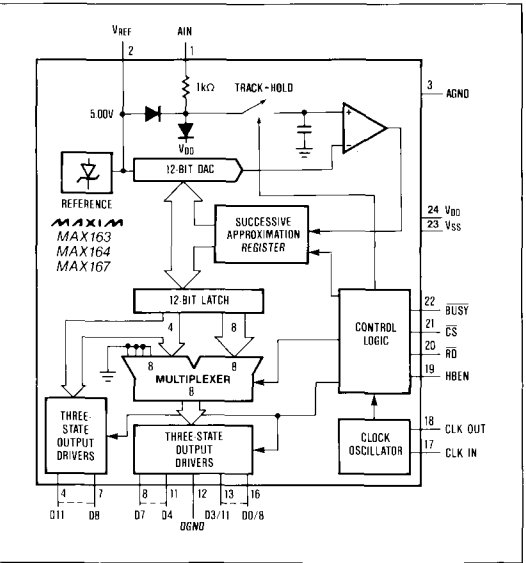 VREF
AIN
2
1
1kΩ
TRACK-HOLD
3
AGND
5.00V
+
VDD
-
12-BIT DAC
REFERENCE
MAXIM
MAX163
MAX164
MAX167
SUCCESSIVE
APPROXIMATION
REGISTER
24 VDD
23 VSS
12-BIT LATCH
4
8
CONTROL
LOGIC
22 BUSY
21 CS
20 RD
19 HBEN
8
8
MULTIPLEXER
8
THREE-
STATE
OUTPUT
DRIVERS
THREE-STATE
OUTPUT
DRIVERS
CLOCK
OSCILLATOR
18 CLK OUT
17 CLK IN
4
7
8
11
12
13
16
D11
D8
D7
D4
DGND
D3/11
D0/8